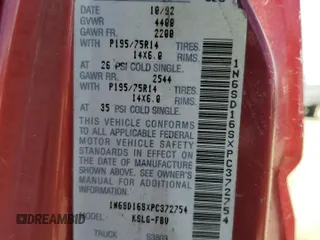 DATE 10/92
GVWR 4400
GAWR FR. 2200
WITH P195/75R14 TIRES.
14X6.0 RIMS.
AT 26 PSI COLD SINGLE.
GAWR RR. 2544
WITH P195/75R14 TIRES.
14X6.0 RIMS.
AT 35 PSI COLD SINGLE.
THIS VEHICLE CONFORMS TO ALL
APPLICABLE FEDERAL
MOTOR VEHICLE SAFETY
STANDARDS IN EFFECT ON
THE DATE OF MANUFACTURE
SHOWN ABOVE.
SEE OWNER'S MANUAL FOR
ADDITIONAL INFORMATION.
1N6SD16SXPC372754
TRUCK
1N6SD16SXPC372754